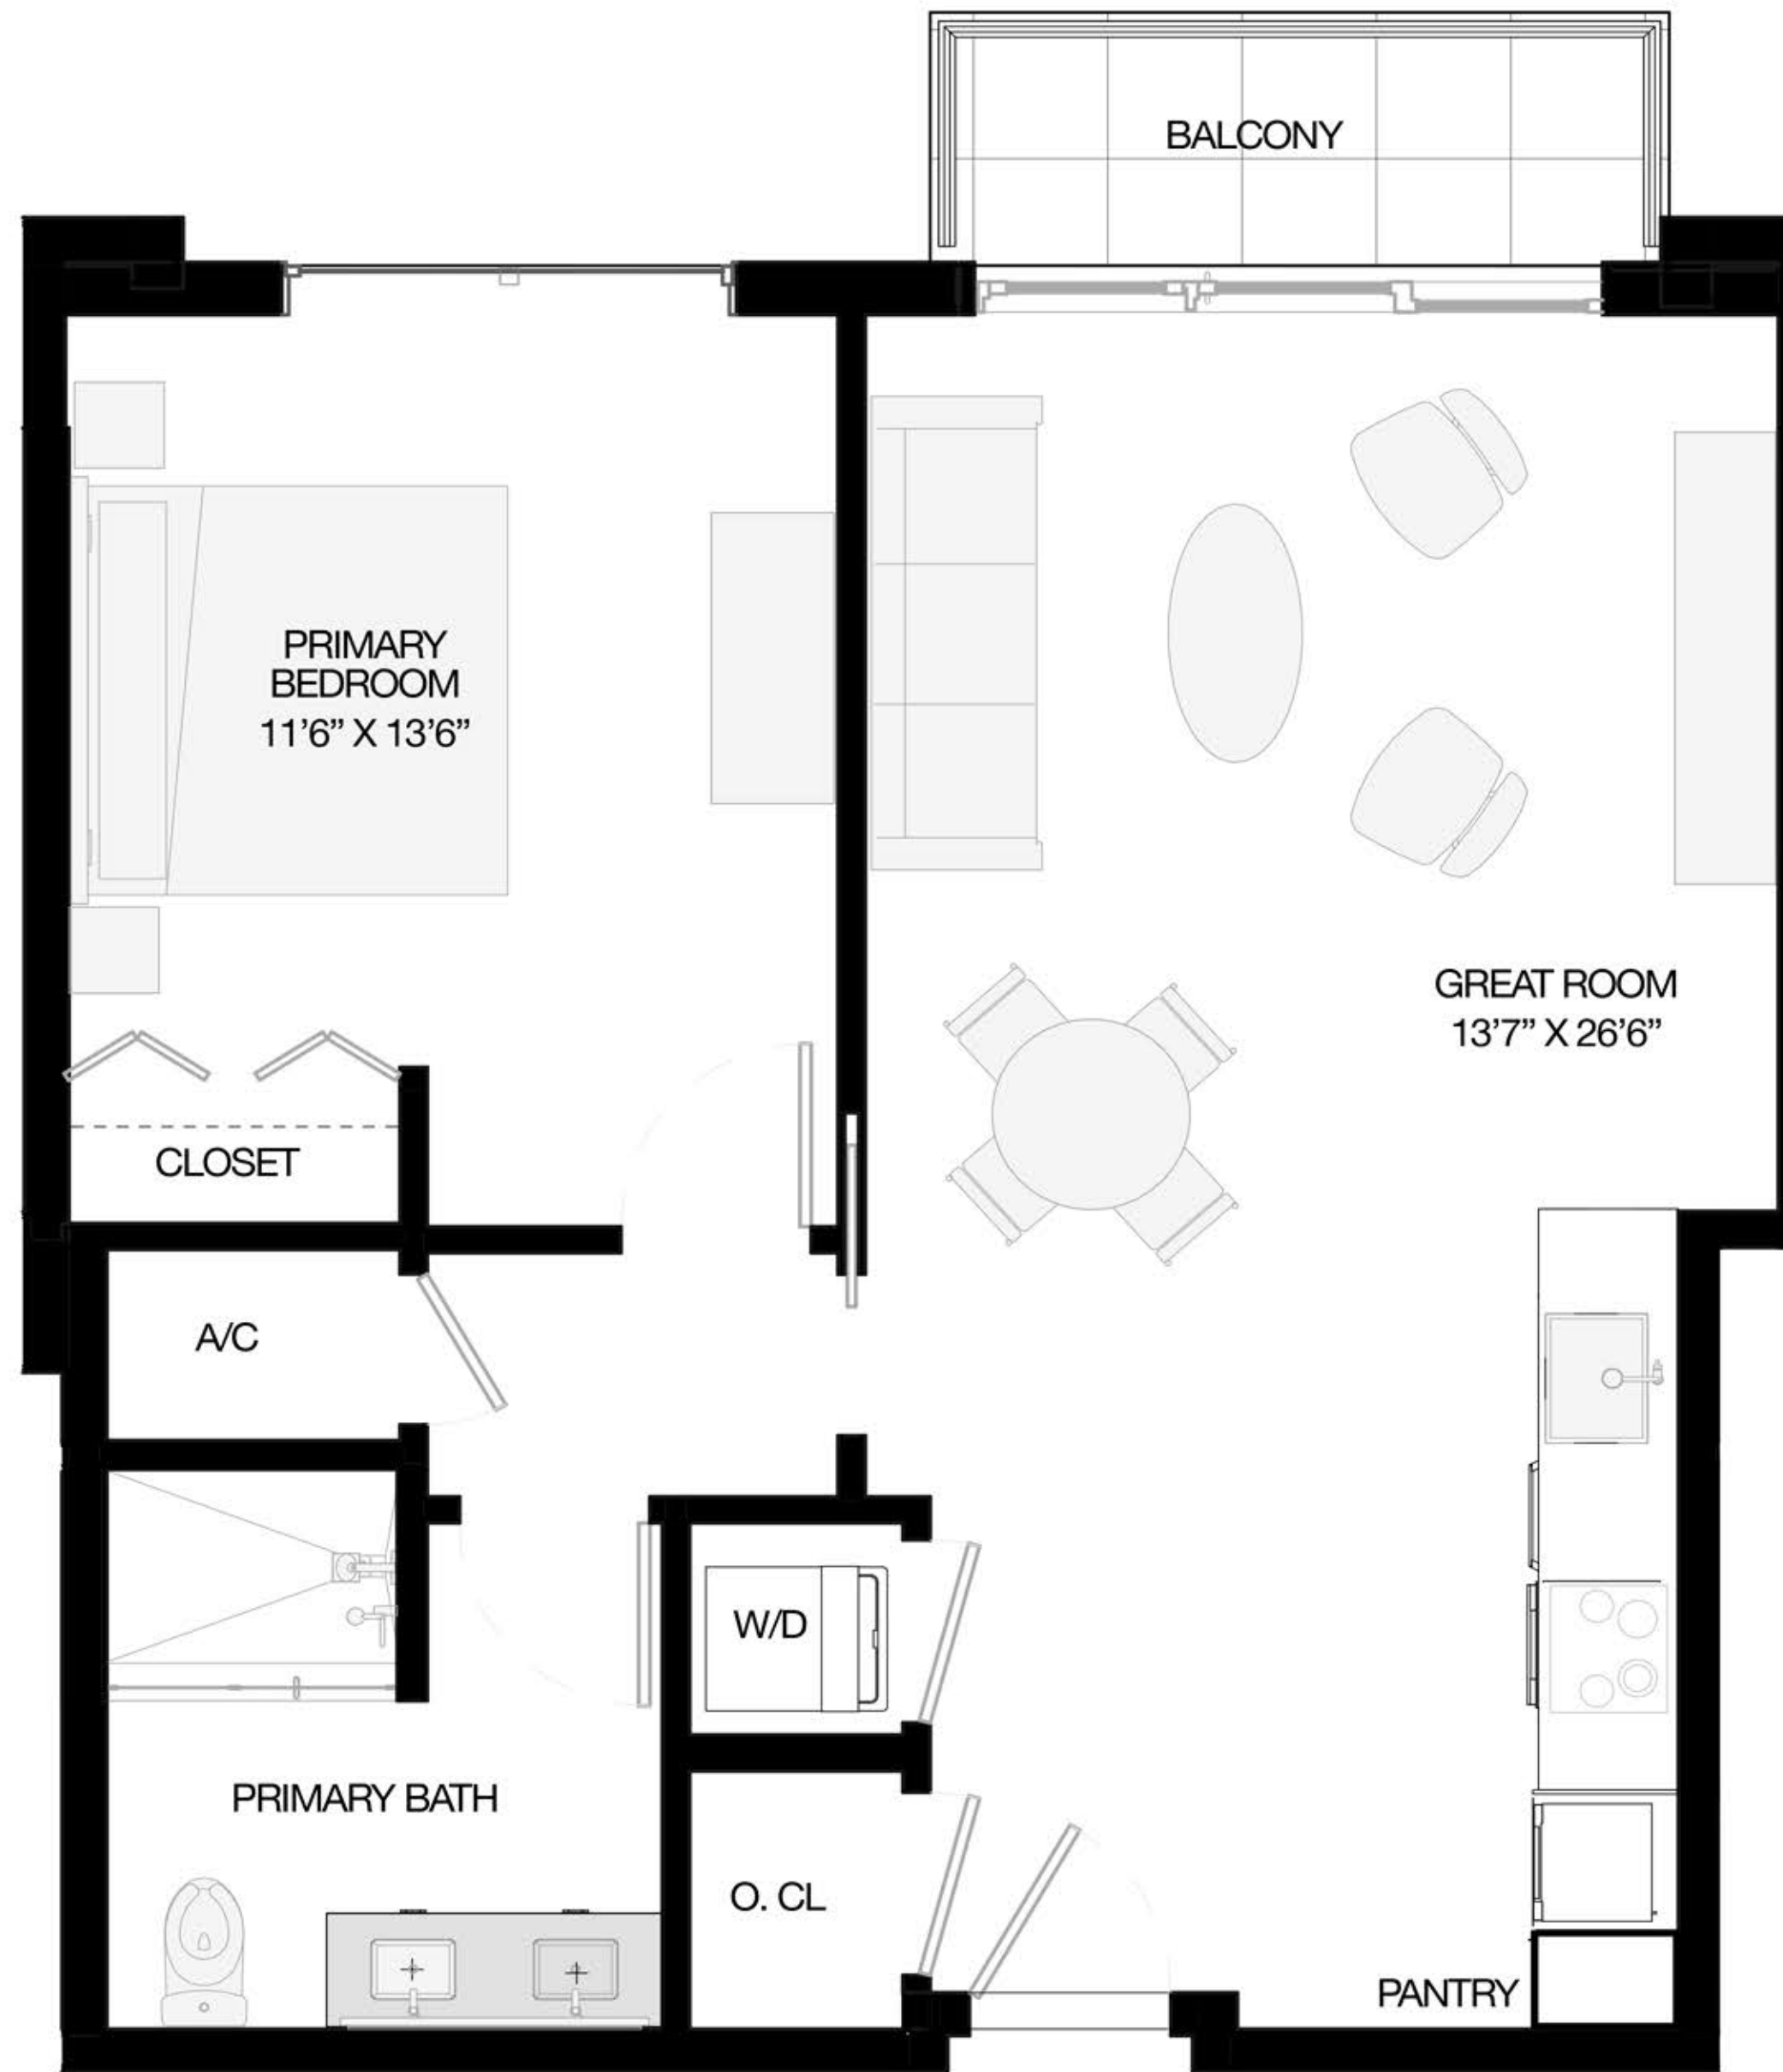 BALCONY
PRIMARY
BEDROOM
11’6” X 13’6”
GREAT ROOM
13’7” X 26’6”
CLOSET
A/C
W/D
PRIMARY BATH
O. CL
PANTRY